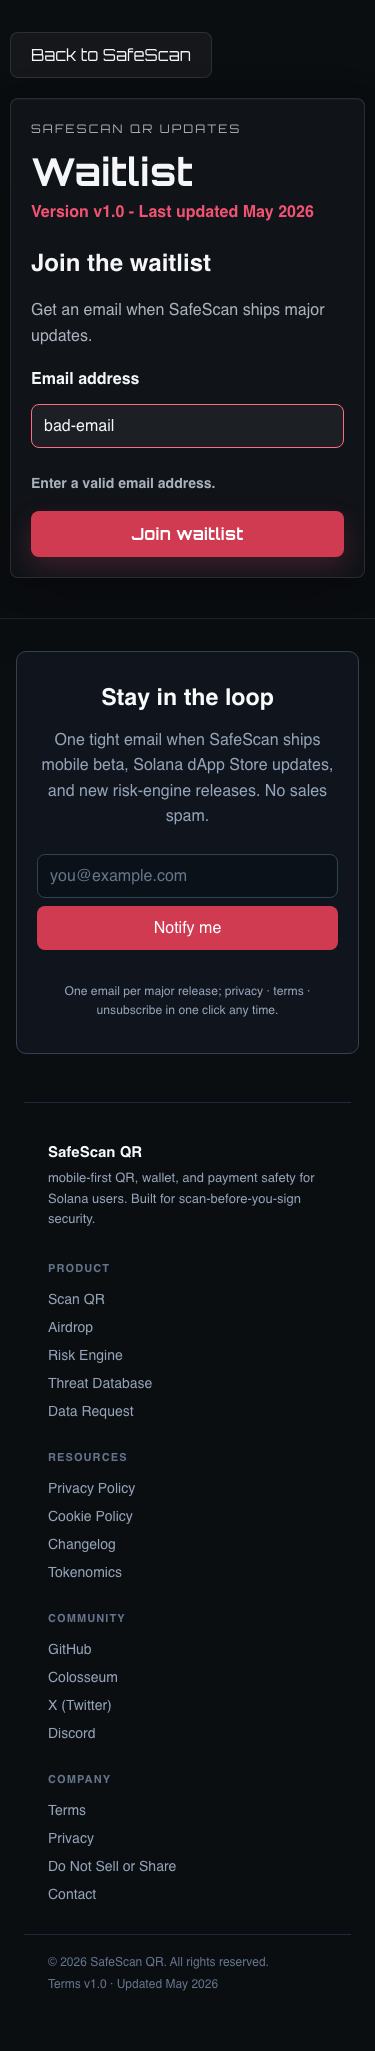 Back to SafeScan
SAFESCAN QR UPDATES
Waitlist
Version v1.0 - Last updated May 2026
Join the waitlist
Get an email when SafeScan ships major
updates.
Email address
bad-email
Enter a valid email address.
Join waitlist
Stay in the loop
One tight email when SafeScan ships
mobile beta, Solana dApp Store updates,
and new risk-engine releases. No sales
spam.
you@example.com
Notify me
One email per major release; privacy · terms ·
unsubscribe in one click any time.
SafeScan QR
mobile-first QR, wallet, and payment safety for
Solana users. Built for scan-before-you-sign
security.
PRODUCT
Scan QR
Airdrop
Risk Engine
Threat Database
Data Request
RESOURCES
Privacy Policy
Cookie Policy
Changelog
Tokenomics
COMMUNITY
GitHub
Colosseum
X (Twitter)
Discord
COMPANY
Terms
Privacy
Do Not Sell or Share
Contact
© 2026 SafeScan QR. All rights reserved.
Terms v1.0 · Updated May 2026